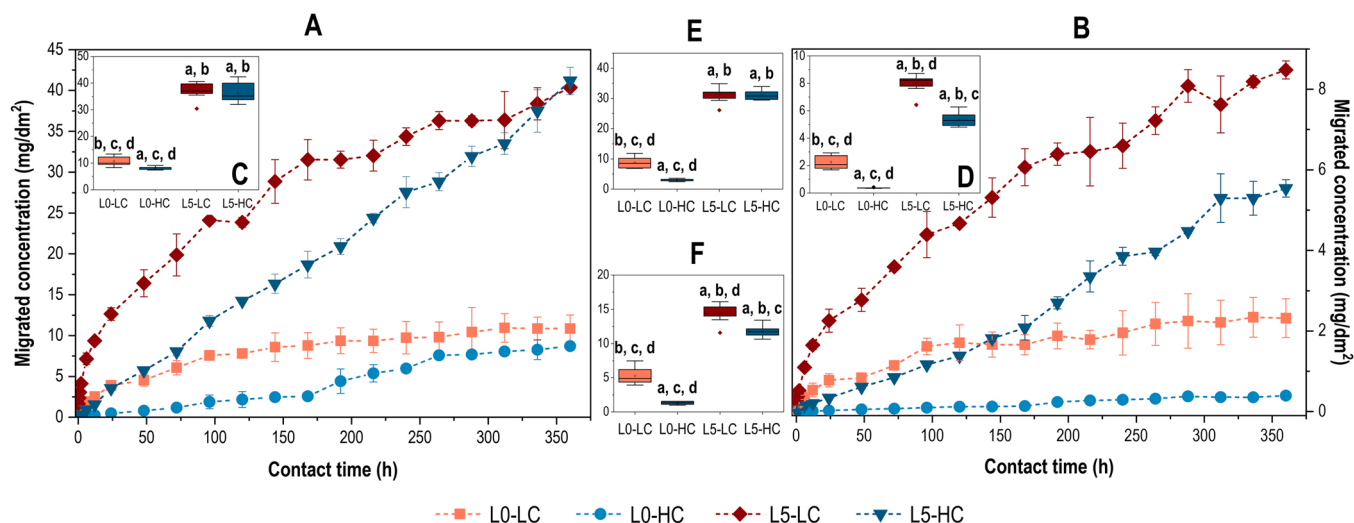 A
E
B
45
40
35
30
25
20
15
10
5
0
Migrated concentration (mg/dm²)
0
50
100
150
200
250
300
350
Contact time (h)
50
40
30
20
10
0
b, c, d
a, c, d
a, b
a, b
C
L0-LC L0-HC L5-LC L5-HC
40
30
20
10
0
b, c, d
a, c, d
a, b
a, b
L0-LC L0-HC L5-LC L5-HC
F
20
15
10
5
0
b, c, d
a, c, d
a, b, d
a, b, c
L0-LC L0-HC L5-LC L5-HC
10
8
6
4
2
0
b, c, d
a, c, d
a, b, d
a, b, c
D
L0-LC L0-HC L5-LC L5-HC
8
6
4
2
0
Migrated concentration (mg/dm²)
0
50
100
150
200
250
300
350
Contact time (h)
L0-LC L0-HC L5-LC L5-HC